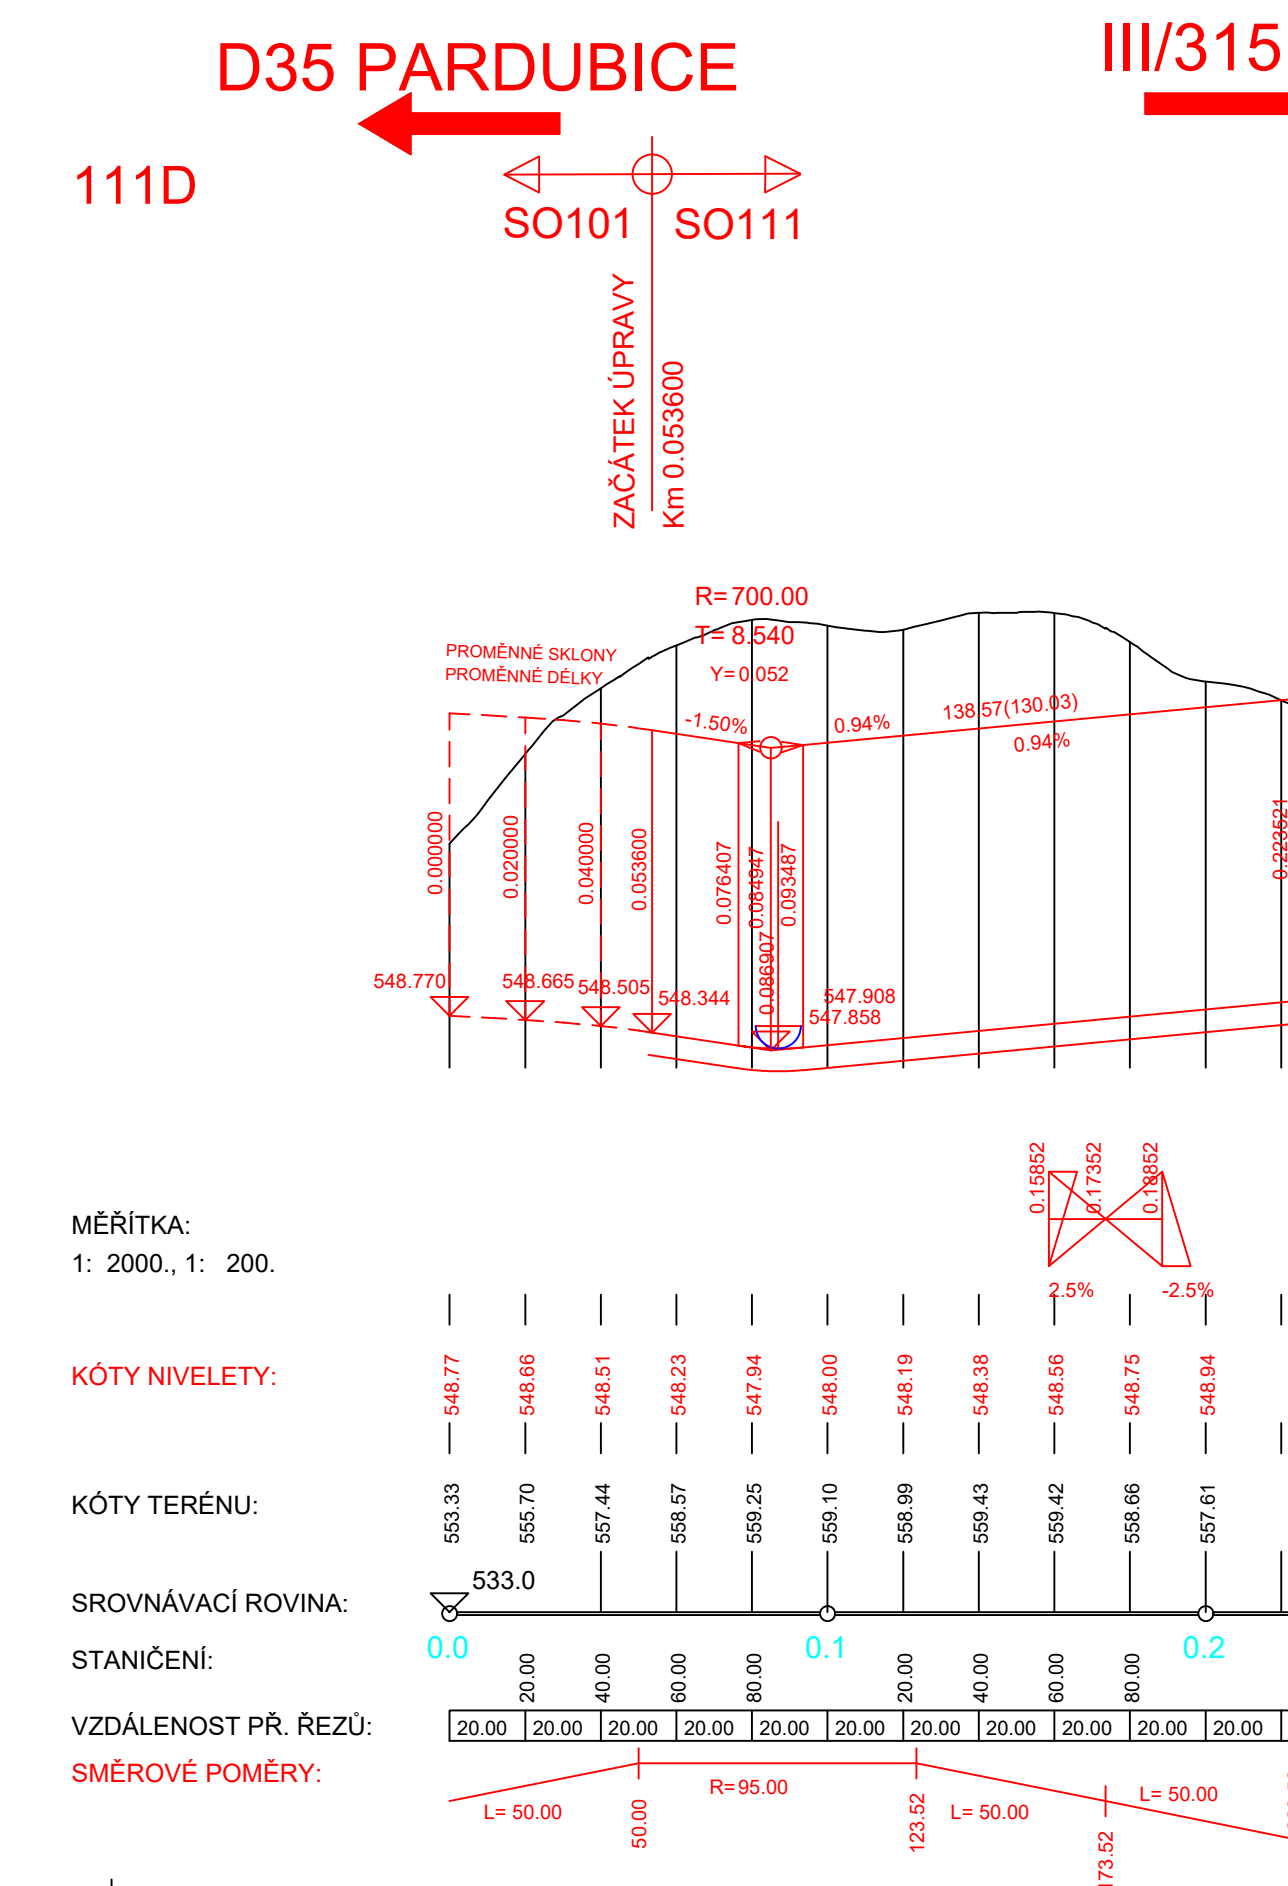 D35 PARDUBICE
III/315
111D
SO101
SO111
ZAČÁTEK ÚPRAVY
Km 0.053600
R=700.00
T= 8.540
Y=0.052
PROMĚNNÉ SKLONY
PROMĚNNÉ DÉLKY
-1.50%
0.94%
138.57(130.03)
0.94%
0.000000
0.020000
0.040000
0.053600
0.076407
0.084947
0.086907
0.093487
0.223521
548.770
548.665
548.505
548.344
547.908
547.858
0.15852
0.17352
0.18852
2.5%
-2.5%
MĚŘÍTKA:
1: 2000., 1: 200.
KÓTY NIVELETY:
548.77 548.66 548.51 548.23 547.94 548.00 548.19 548.38 548.56 548.75 548.94
KÓTY TERÉNU:
553.33 555.70 557.44 558.57 559.25 559.10 558.99 559.43 559.42 558.66 557.61
SROVNÁVACÍ ROVINA:
533.0
STANIČENÍ:
0.0 20.00 40.00 60.00 80.00 0.1 20.00 40.00 60.00 80.00 0.2
VZDÁLENOST PŘ. ŘEZŮ:
20.00 20.00 20.00 20.00 20.00 20.00 20.00 20.00 20.00 20.00 20.00
SMĚROVÉ POMĚRY:
L= 50.00
50.00
R=95.00
123.52
L= 50.00
173.52
L= 50.00